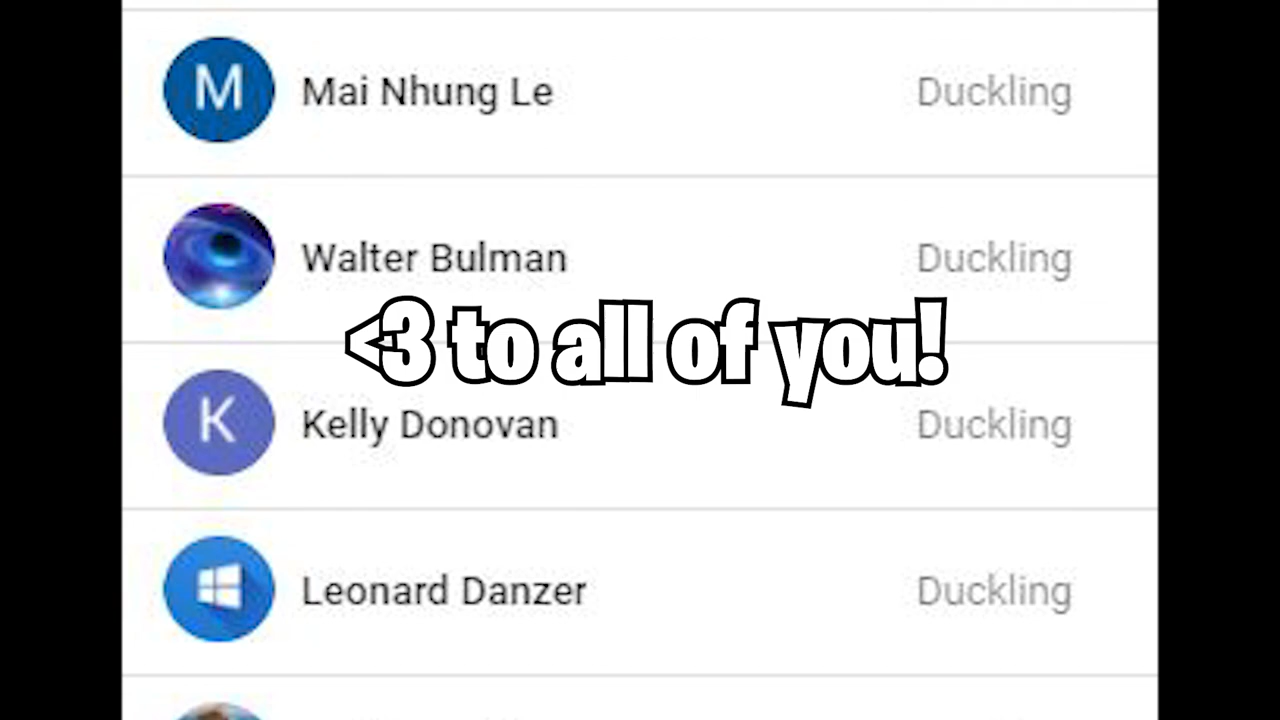 M Mai Nhung Le Duckling
Walter Bulman Duckling
<3 to all of you!
K Kelly Donovan Duckling
Leonard Danzer Duckling